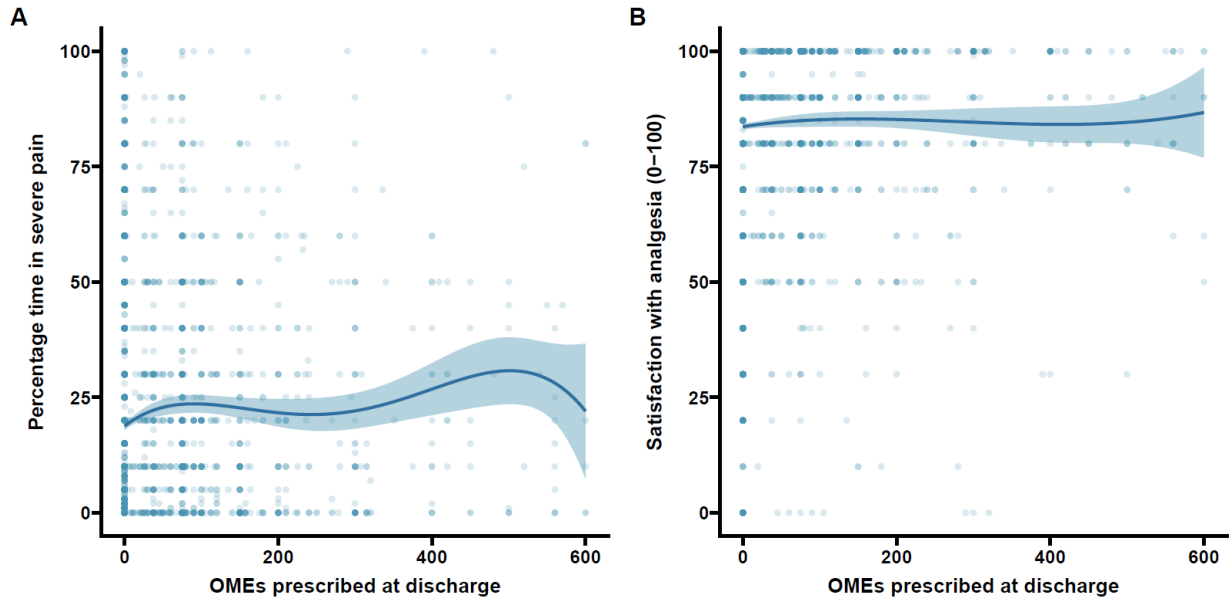 A
B
Percentage time in severe pain
100
75
50
25
0
0 200 400 600
OMEs prescribed at discharge
Satisfaction with analgesia (0−100)
100
75
50
25
0
0 200 400 600
OMEs prescribed at discharge